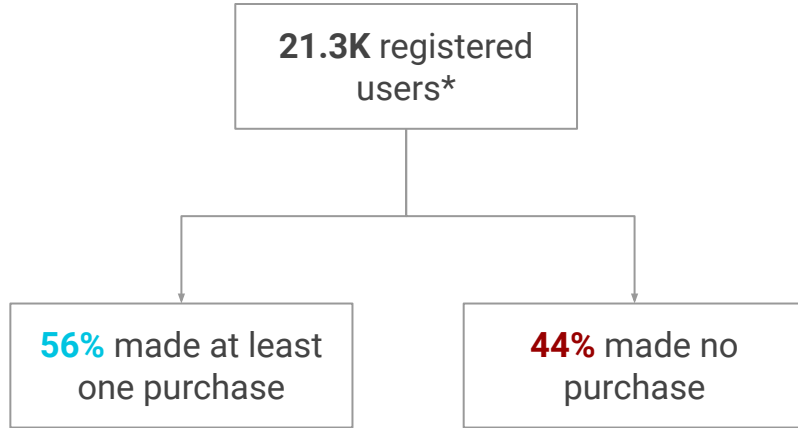 21.3K registered
users*
56% made at least
one purchase
44% made no
purchase